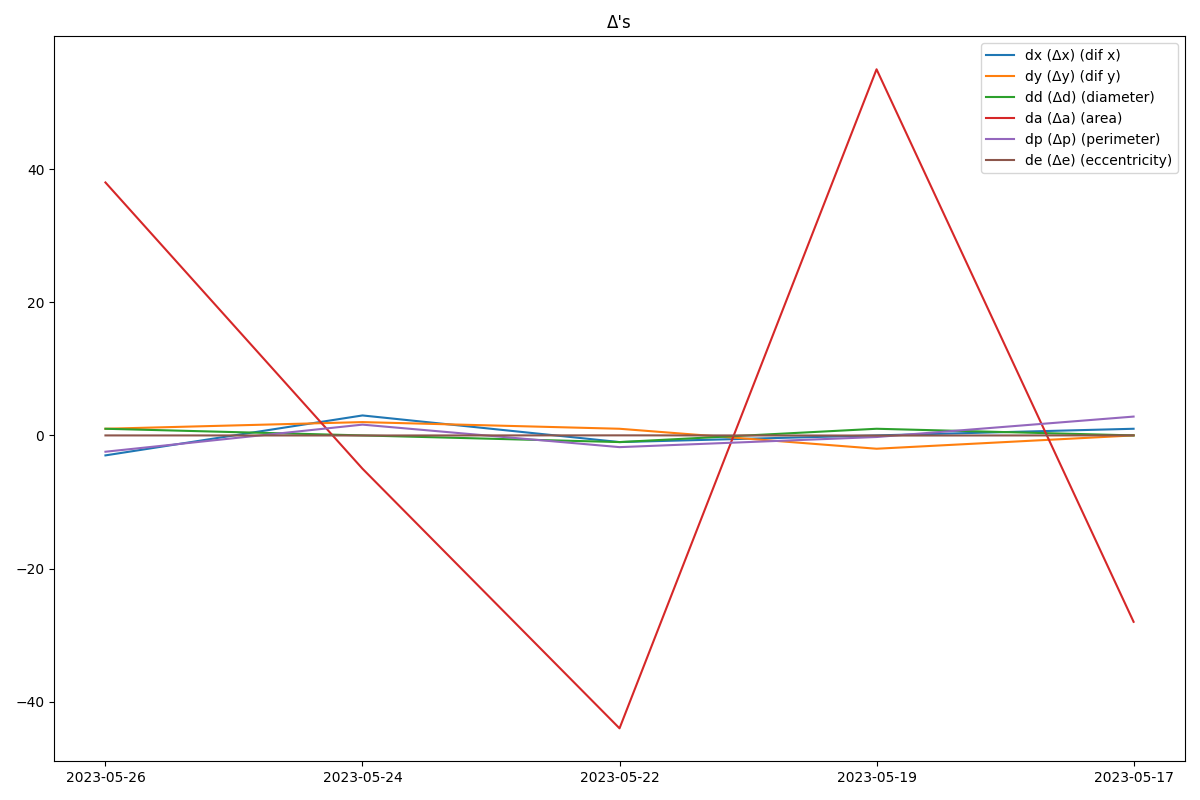 Δ's
dx (Δx) (dif x)
dy (Δy) (dif y)
dd (Δd) (diameter)
da (Δa) (area)
dp (Δp) (perimeter)
de (Δe) (eccentricity)
40
20
0
−20
−40
2023-05-26
2023-05-24
2023-05-22
2023-05-19
2023-05-17